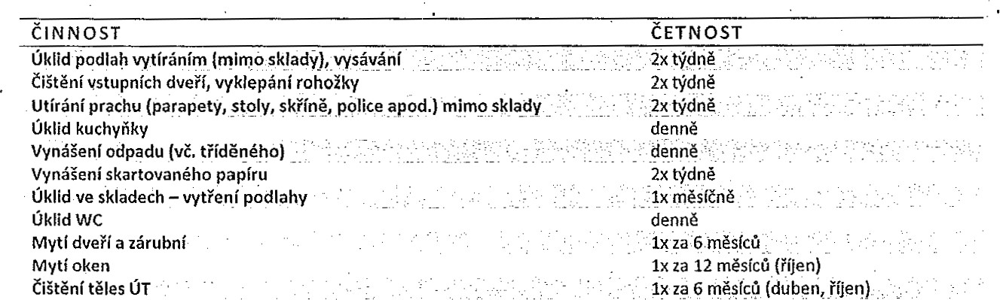 ČINNOST ČETNOST
Úklid podlah vytíráním (mimo sklady), vysávání 2x týdně
Čištění vstupních dveří, vyklepání rohožky 2x týdně
Utírání prachu (parapety, stoly, skříně, police apod.) mimo sklady 2x týdně
Úklid kuchyňky denně
Vynášení odpadu (vč. tříděného) denně
Vynášení skartovaného papíru 2x týdně
Úklid ve skladech – vytření podlahy 1x měsíčně
Úklid WC denně
Mytí dveří a zárubní 1x za 6 měsíců
Mytí oken 1x za 12 měsíců (říjen)
Čištění těles ÚT 1x za 6 měsíců (duben, říjen)